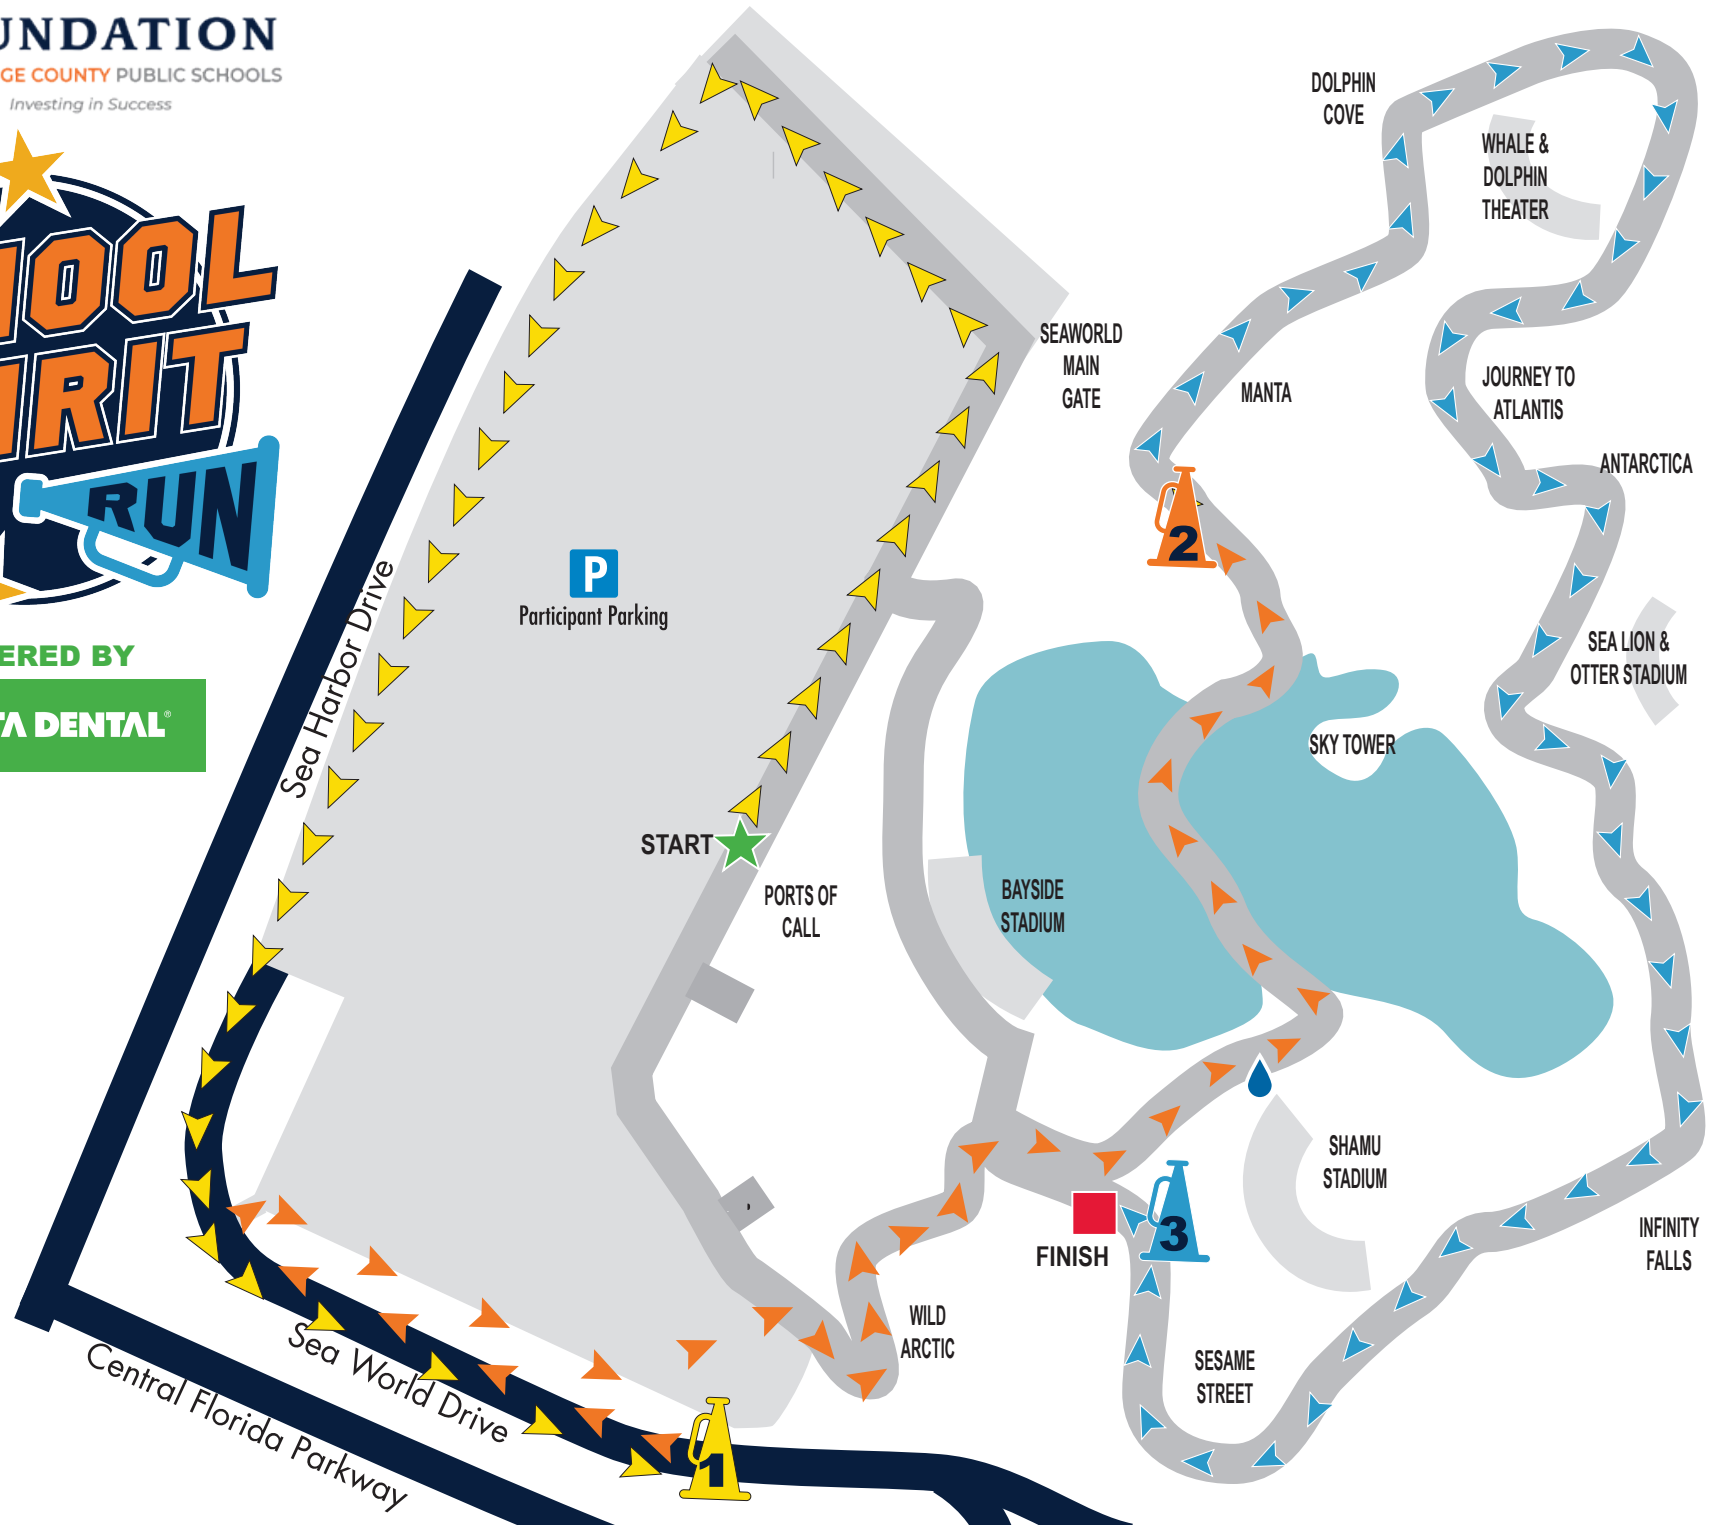 UNDATION
GE COUNTY PUBLIC SCHOOLS
Investing in Success
HOOL
IRIT
RUN
ERED BY
TA DENTAL®
Sea Harbor Drive
P
Participant Parking
START
PORTS OF
CALL
SEAWORLD
MAIN
GATE
MANTA
DOLPHIN
COVE
WHALE &
DOLPHIN
THEATER
JOURNEY TO
ATLANTIS
ANTARCTICA
2
SEA LION &
OTTER STADIUM
SKY TOWER
BAYSIDE
STADIUM
SHAMU
STADIUM
3
FINISH
INFINITY
FALLS
WILD
ARCTIC
SESAME
STREET
1
Sea World Drive
Central Florida Parkway